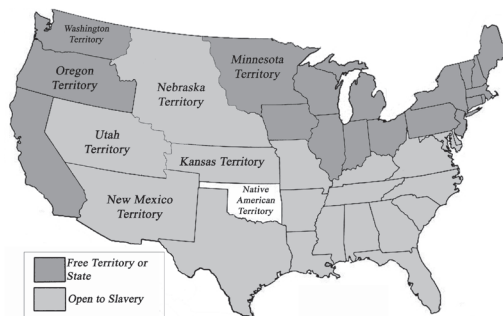 Washington
Territory
Oregon
Territory
Minnesota
Territory
Nebraska
Territory
Utah
Territory
Kansas Territory
New Mexico
Territory
Native
American
Territory
Free Territory or
State
Open to Slavery